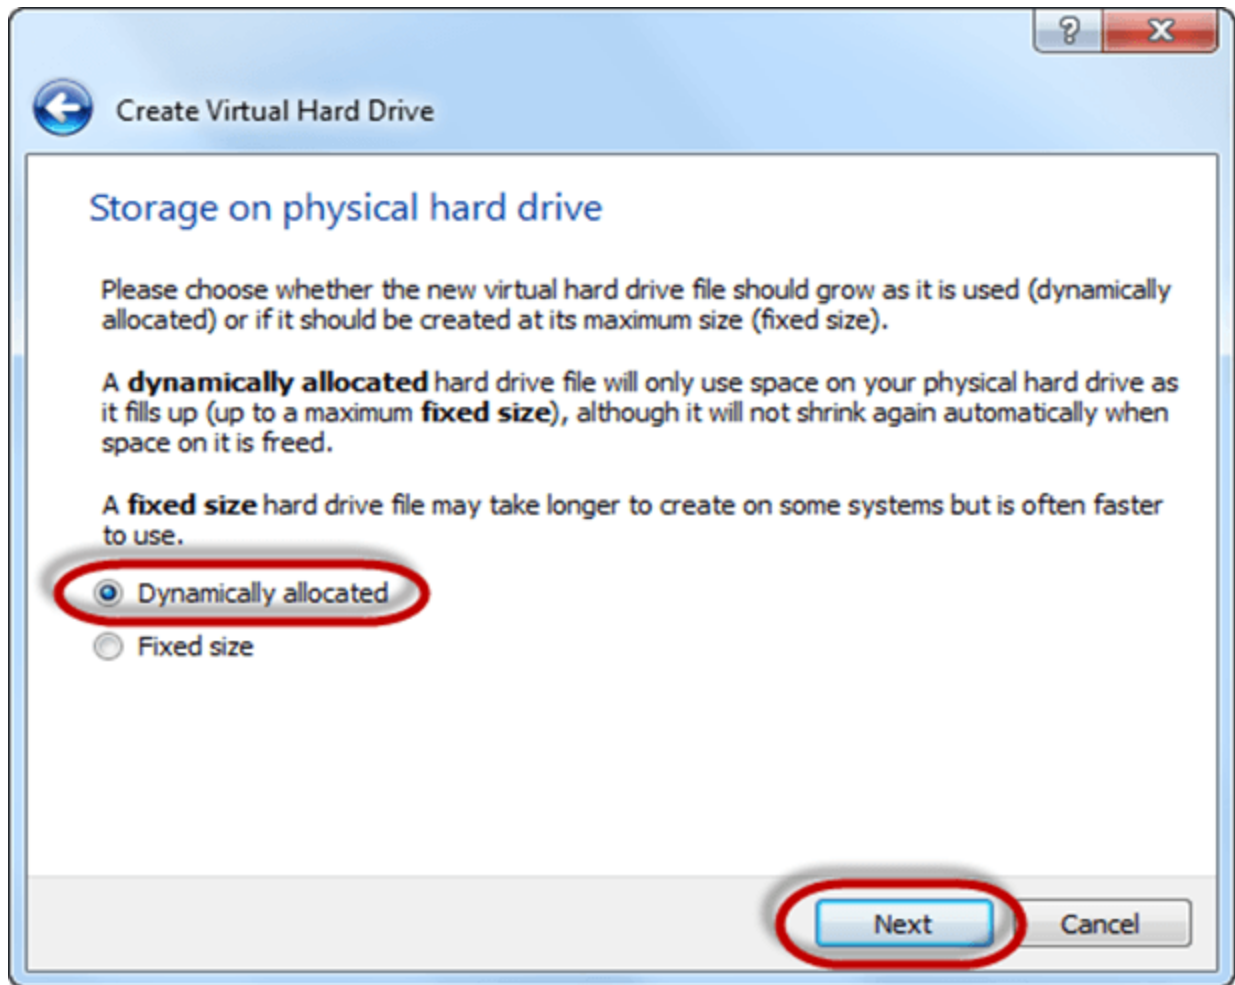 Create Virtual Hard Drive
Storage on physical hard drive
Please choose whether the new virtual hard drive file should grow as it is used (dynamically
allocated) or if it should be created at its maximum size (fixed size).
A dynamically allocated hard drive file will only use space on your physical hard drive as
it fills up (up to a maximum fixed size), although it will not shrink again automatically when
space on it is freed.
A fixed size hard drive file may take longer to create on some systems but is often faster
to use.
Dynamically allocated
Fixed size
Next
Cancel